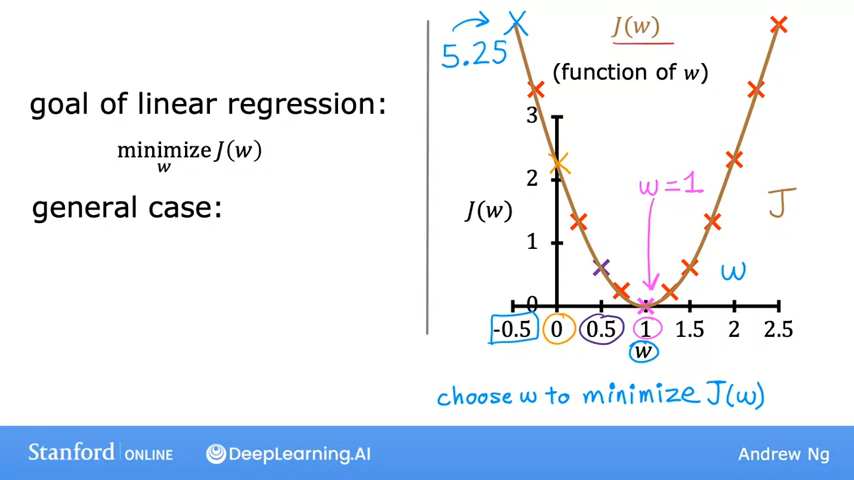 goal of linear regression:
minimize J(w)
w
general case:
5.25
J(w)
(function of w)
3
2
1
0
J(w)
w=1
J
w
-0.5 0 0.5 1 1.5 2 2.5
w
choose w to minimize J(w)
Stanford ONLINE
DeepLearning.AI
Andrew Ng